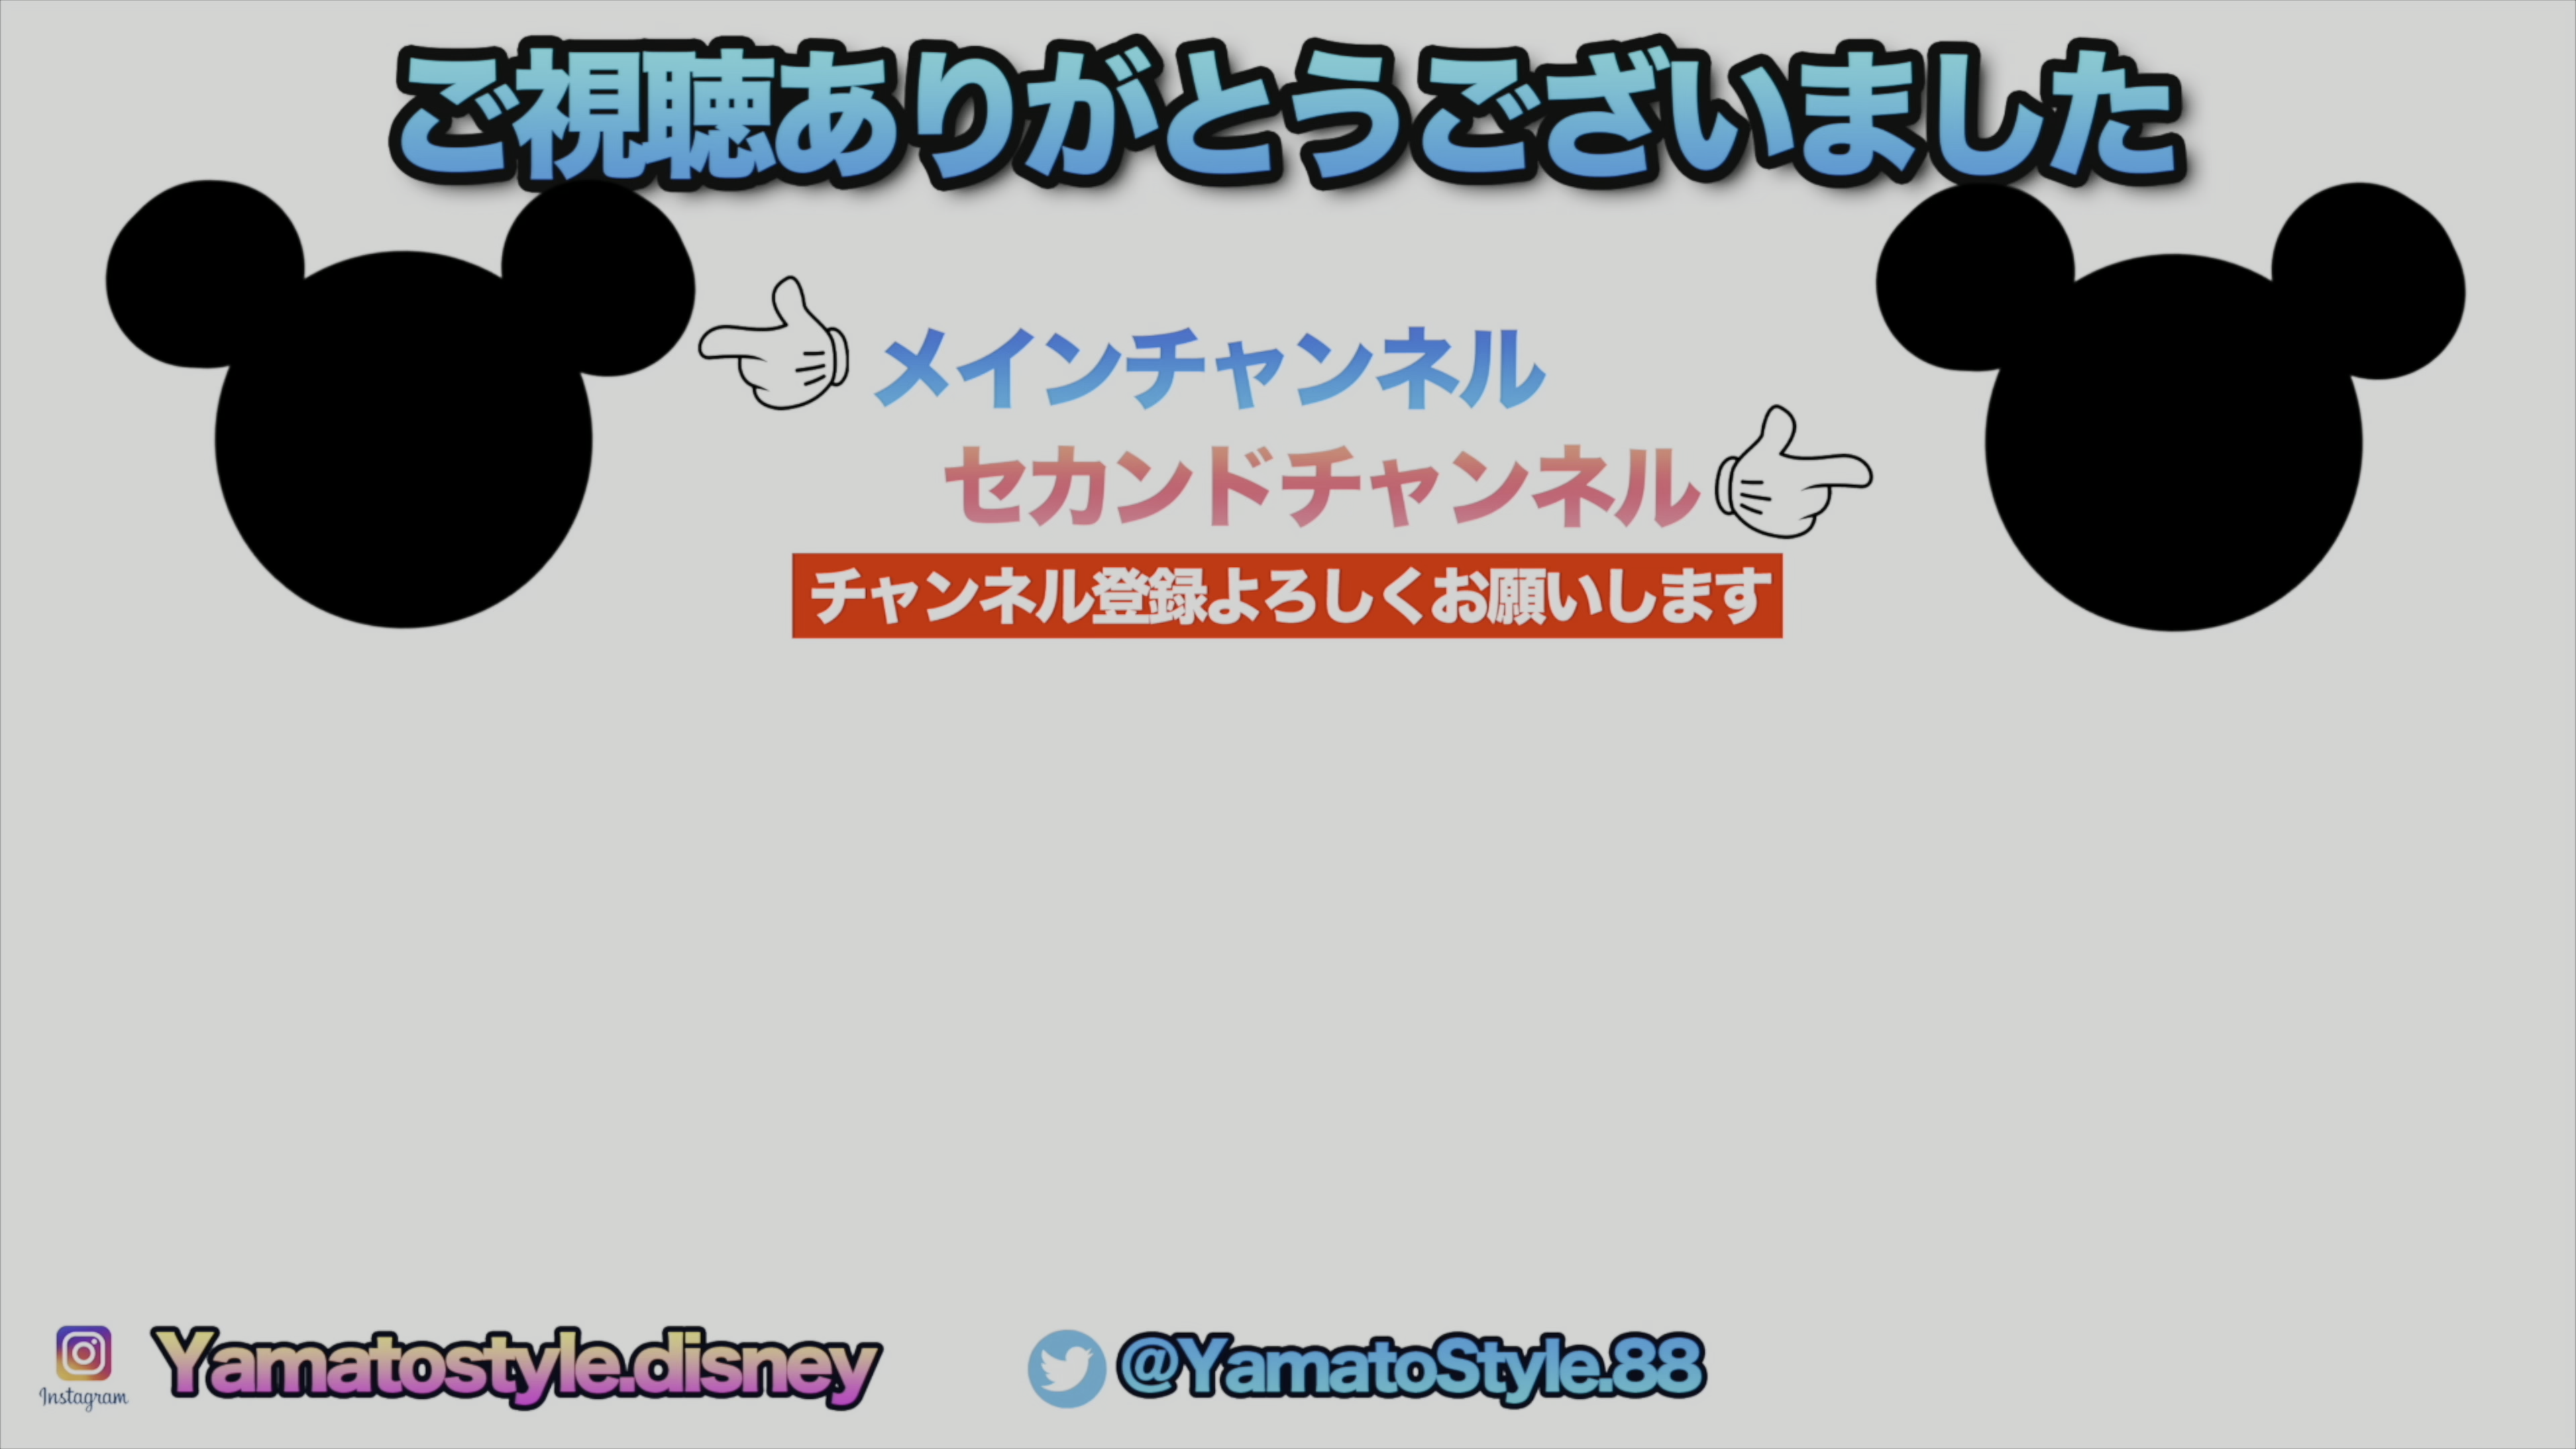 ご視聴ありがとうございました
メインチャンネル
セカンドチャンネル
チャンネル登録よろしくお願いします
Instagram
Yamatostyle.disney
@YamatoStyle.88